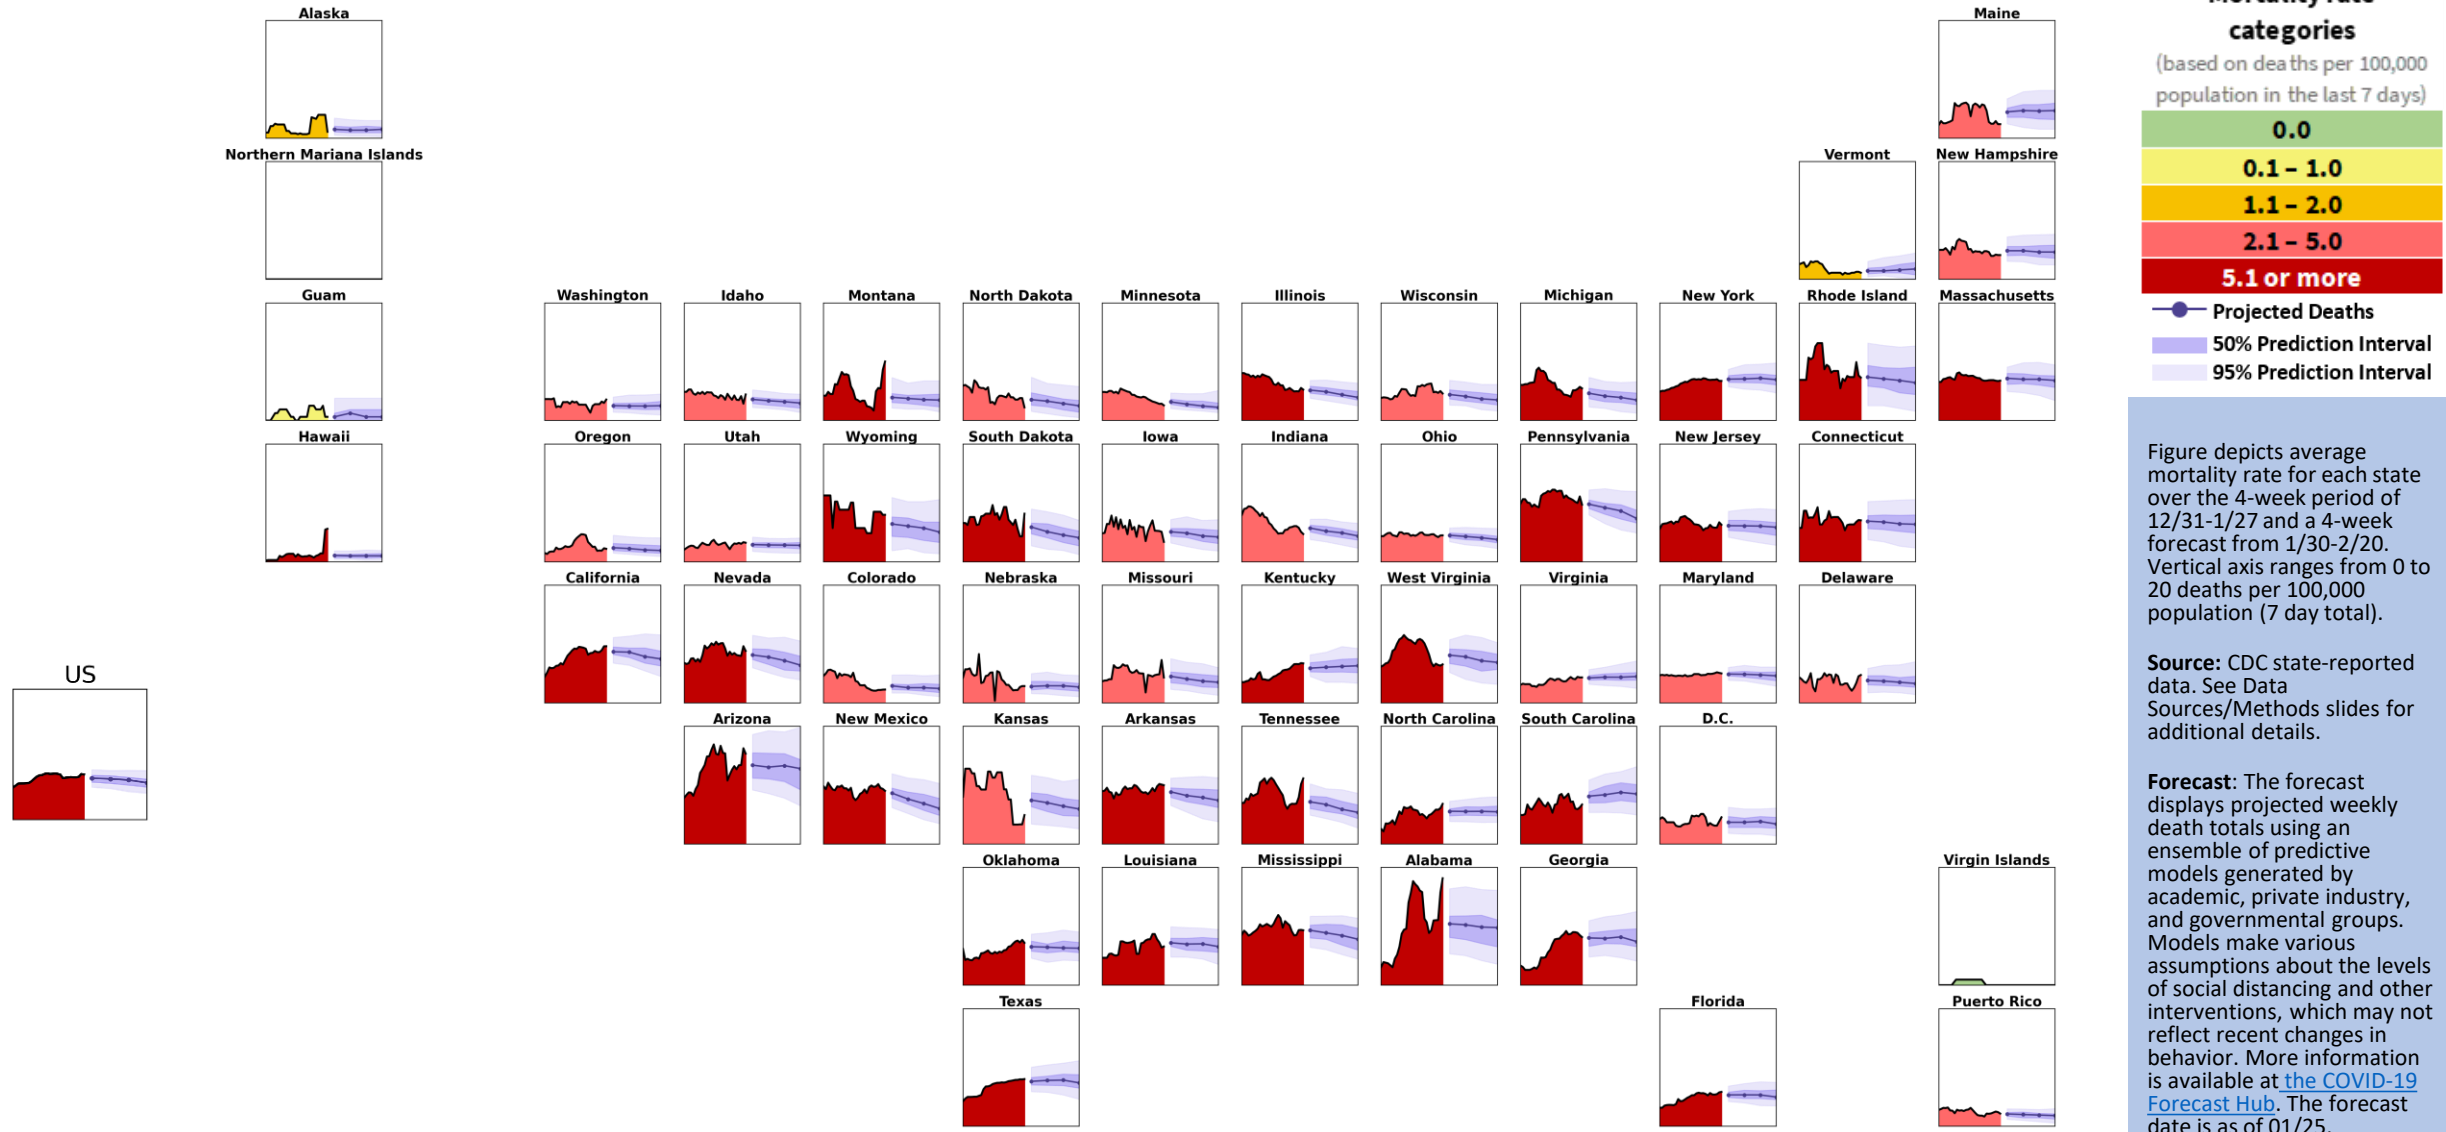 Alaska
Maine
Mortality rate
categories
(based on deaths per 100,000
population in the last 7 days)
0.0
0.1 – 1.0
1.1 – 2.0
2.1 – 5.0
5.1 or more
Projected Deaths
50% Prediction Interval
95% Prediction Interval
Northern Mariana Islands
Vermont
New Hampshire
Guam
Washington
Idaho
Montana
North Dakota
Minnesota
Illinois
Wisconsin
Michigan
New York
Rhode Island
Massachusetts
Hawaii
Oregon
Utah
Wyoming
South Dakota
Iowa
Indiana
Ohio
Pennsylvania
New Jersey
Connecticut
California
Nevada
Colorado
Nebraska
Missouri
Kentucky
West Virginia
Virginia
Maryland
Delaware
US
Arizona
New Mexico
Kansas
Arkansas
Tennessee
North Carolina
South Carolina
D.C.
Oklahoma
Louisiana
Mississippi
Alabama
Georgia
Virgin Islands
Texas
Florida
Puerto Rico
Figure depicts average
mortality rate for each state
over the 4-week period of
12/31-1/27 and a 4-week
forecast from 1/30-2/20.
Vertical axis ranges from 0 to
20 deaths per 100,000
population (7 day total).
Source: CDC state-reported
data. See Data
Sources/Methods slides for
additional details.
Forecast: The forecast
displays projected weekly
death totals using an
ensemble of predictive
models generated by
academic, private industry,
and governmental groups.
Models make various
assumptions about the levels
of social distancing and other
interventions, which may not
reflect recent changes in
behavior. More information
is available at the COVID-19
Forecast Hub. The forecast
date is as of 01/25.